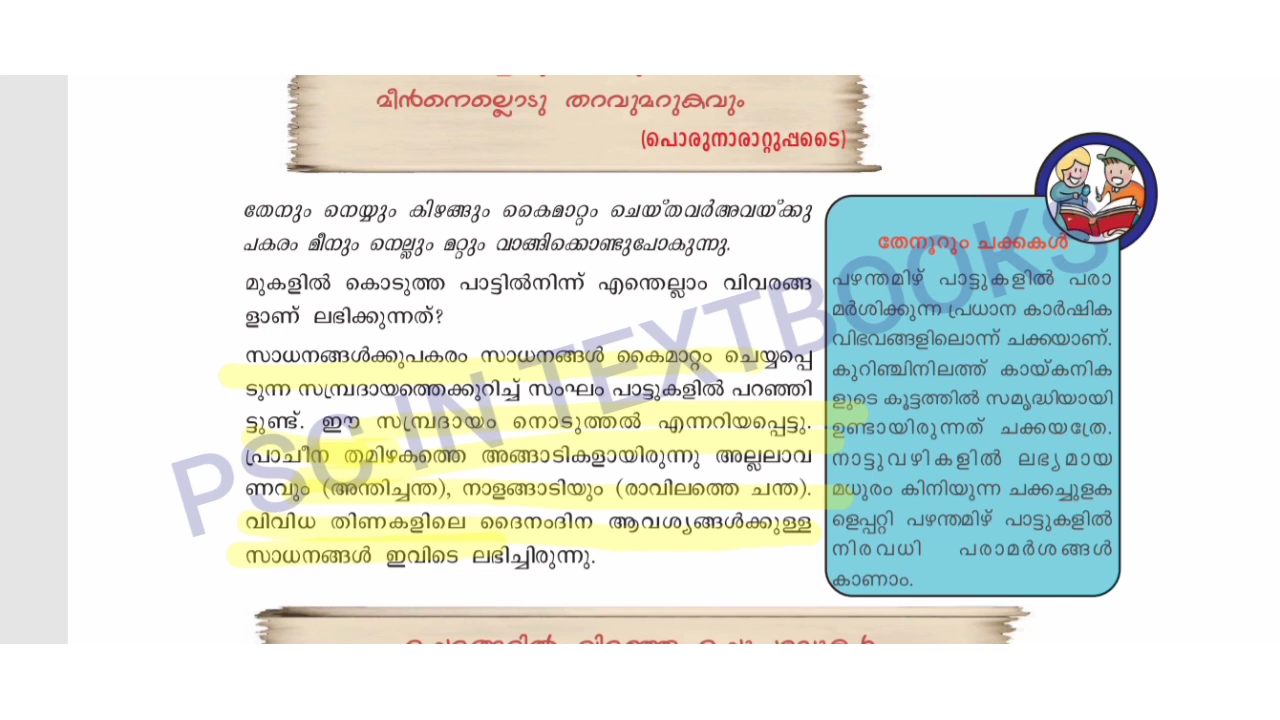 മീൻനെല്ലൊടു തറവുമറുകവും
(പൊരുനാരാറ്റുപ്പടൈ)
തേനും നെയ്യും കിഴങ്ങും കൈമാറ്റം ചെയ്തവർഅവയ്ക്കു
പകരം മീനും നെല്ലും മറ്റും വാങ്ങിക്കൊണ്ടുപോകുന്നു.
മുകളിൽ കൊടുത്ത പാട്ടിൽനിന്ന് എന്തെല്ലാം വിവരങ്ങ
ളാണ് ലഭിക്കുന്നത്?
സാധനങ്ങൾക്കുപകരം സാധനങ്ങൾ കൈമാറ്റം ചെയ്യപ്പെ
ടുന്ന സമ്പ്രദായത്തെക്കുറിച്ച് സംഘം പാട്ടുകളിൽ പറഞ്ഞി
ട്ടുണ്ട്. ഈ സമ്പ്രദായം നൊടുത്തൽ എന്നറിയപ്പെട്ടു.
പ്രാചീന തമിഴകത്തെ അങ്ങാടികളായിരുന്നു അല്ലലാവ
ണവും (അന്തിച്ചന്ത), നാളങ്ങാടിയും (രാവിലത്തെ ചന്ത).
വിവിധ തിണകളിലെ ദൈനംദിന ആവശ്യങ്ങൾക്കുള്ള
സാധനങ്ങൾ ഇവിടെ ലഭിച്ചിരുന്നു.
തേനൂറും ചക്കകൾ
പഴന്തമിഴ് പാട്ടുകളിൽ പരാ
മർശിക്കുന്ന പ്രധാന കാർഷിക
വിഭവങ്ങളിലൊന്ന് ചക്കയാണ്.
കുറിഞ്ചിനിലത്ത് കായ്കനിക
ളുടെ കൂട്ടത്തിൽ സമൃദ്ധിയായി
ഉണ്ടായിരുന്നത് ചക്കയത്രേ.
നാട്ടുവഴികളിൽ ലഭ്യമായ
മധുരം കിനിയുന്ന ചക്കച്ചുളക
ളെപ്പറ്റി പഴന്തമിഴ് പാട്ടുകളിൽ
നിരവധി പരാമർശങ്ങൾ
കാണാം.
PSC IN TEXTBOOKS